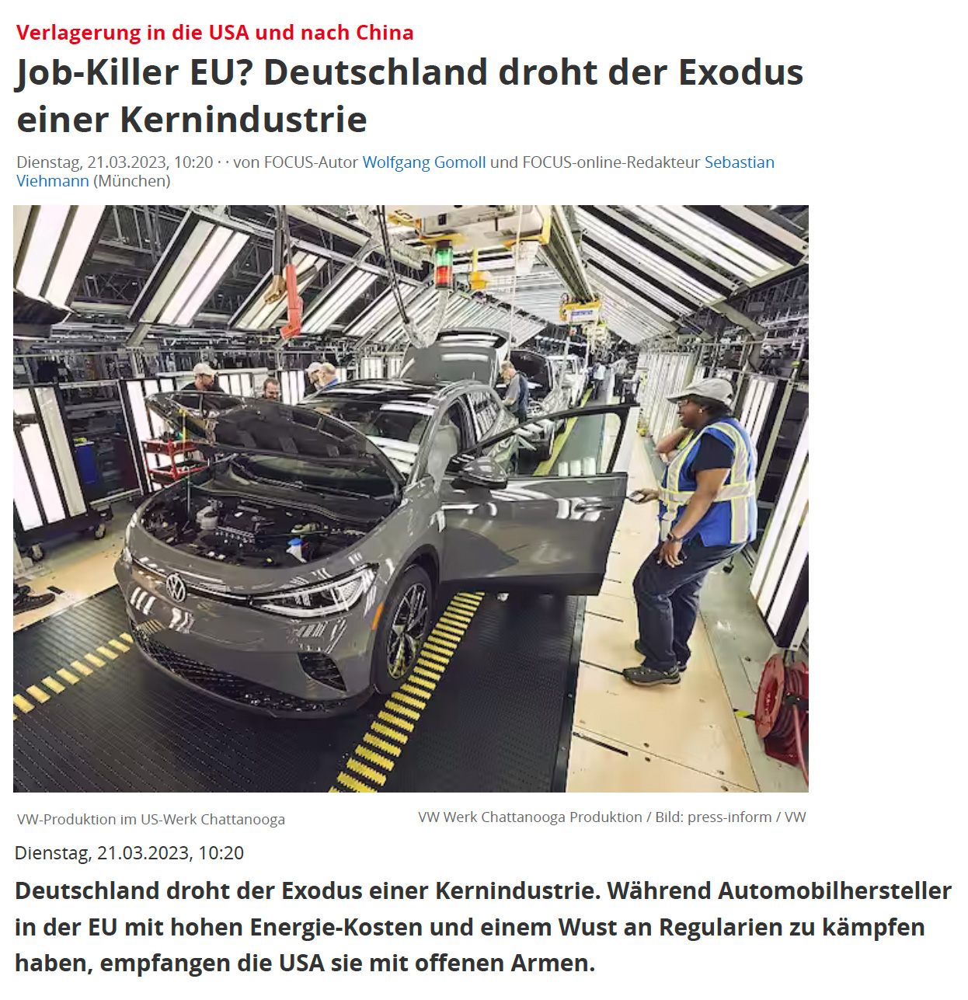 Verlagerung in die USA und nach China
Job-Killer EU? Deutschland droht der Exodus
einer Kernindustrie
Dienstag, 21.03.2023, 10:20 · · von FOCUS-Autor Wolfgang Gomoll und FOCUS-online-Redakteur Sebastian
Viehmann (München)
VW-Produktion im US-Werk Chattanooga
VW Werk Chattanooga Produktion / Bild: press-inform / VW
Dienstag, 21.03.2023, 10:20
Deutschland droht der Exodus einer Kernindustrie. Während Automobilhersteller
in der EU mit hohen Energie-Kosten und einem Wust an Regularien zu kämpfen
haben, empfangen die USA sie mit offenen Armen.